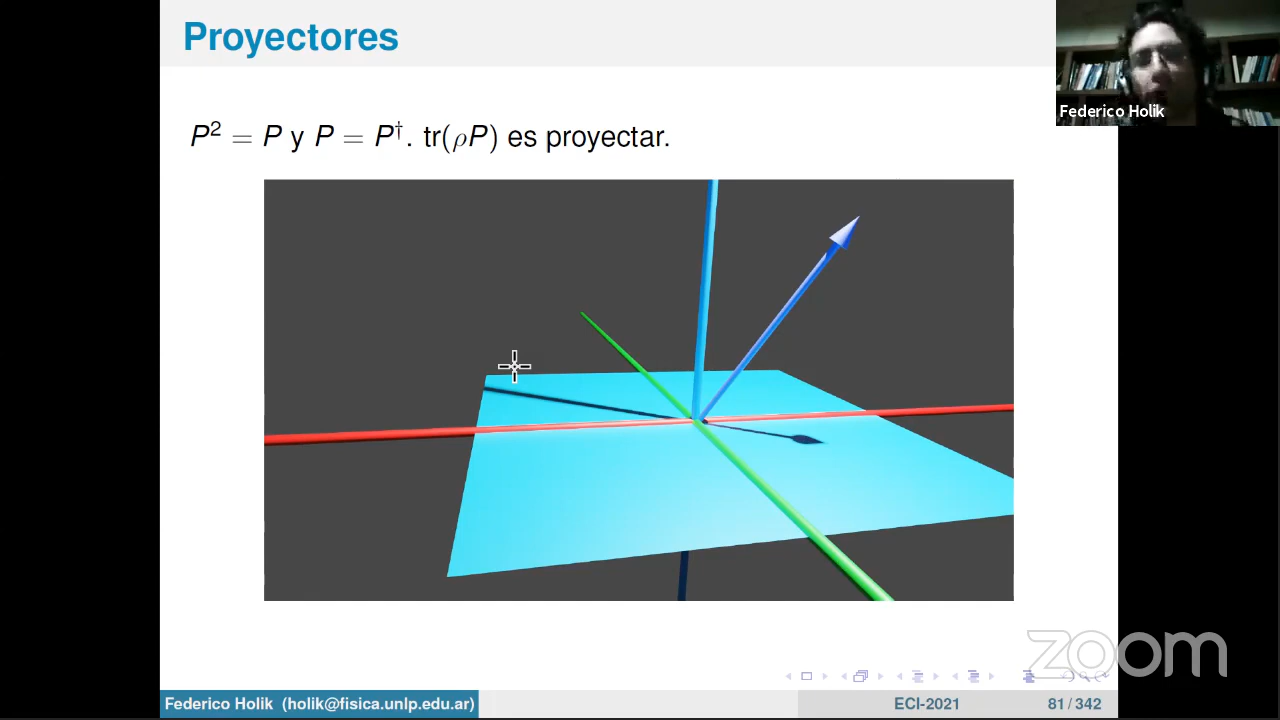 Proyectores
Federico Holik
P² = P y P = P†. tr(ρP) es proyectar.
zoom
Federico Holik (holik@fisica.unlp.edu.ar)
ECI-2021
81 / 342